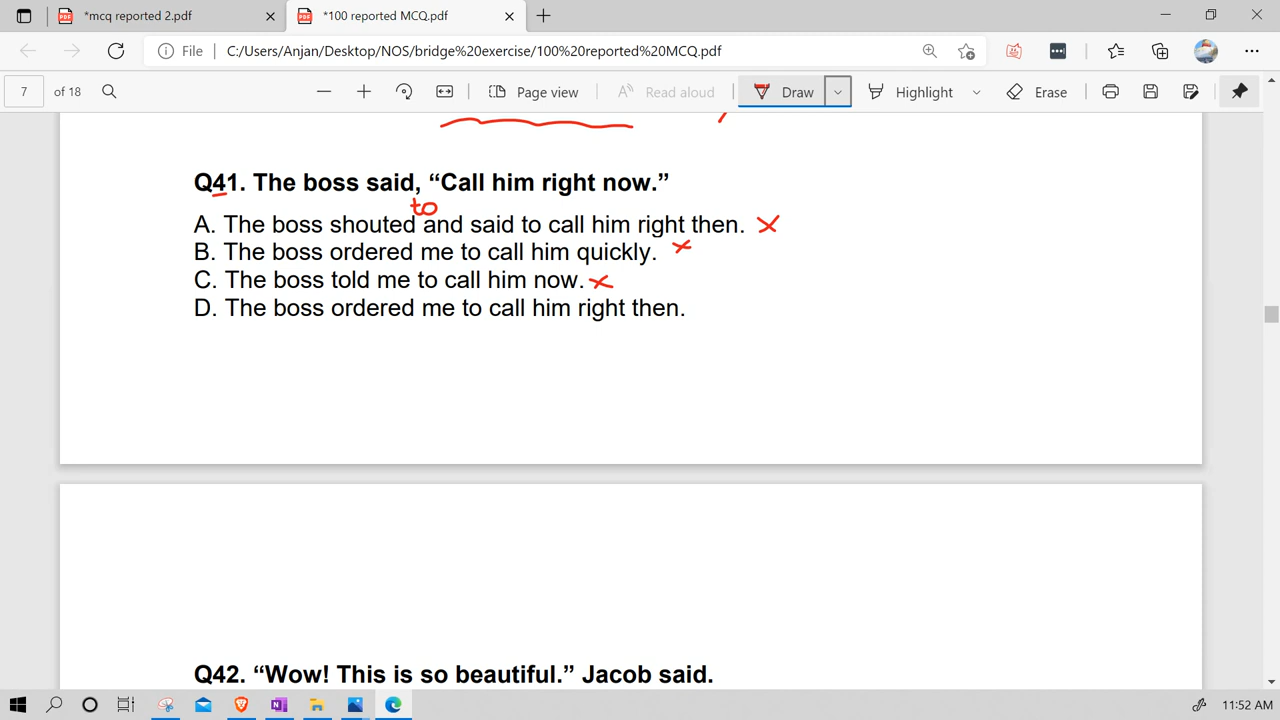 *mcq reported 2.pdf
*100 reported MCQ.pdf
File C:/Users/Anjan/Desktop/NOS/bridge%20exercise/100%20reported%20MCQ.pdf
7 of 18 Page view Read aloud Draw Highlight Erase
Q41. The boss said, “Call him right now.”
to
A. The boss shouted and said to call him right then.
B. The boss ordered me to call him quickly.
C. The boss told me to call him now.
D. The boss ordered me to call him right then.
Q42. “Wow! This is so beautiful.” Jacob said.
11:52 AM